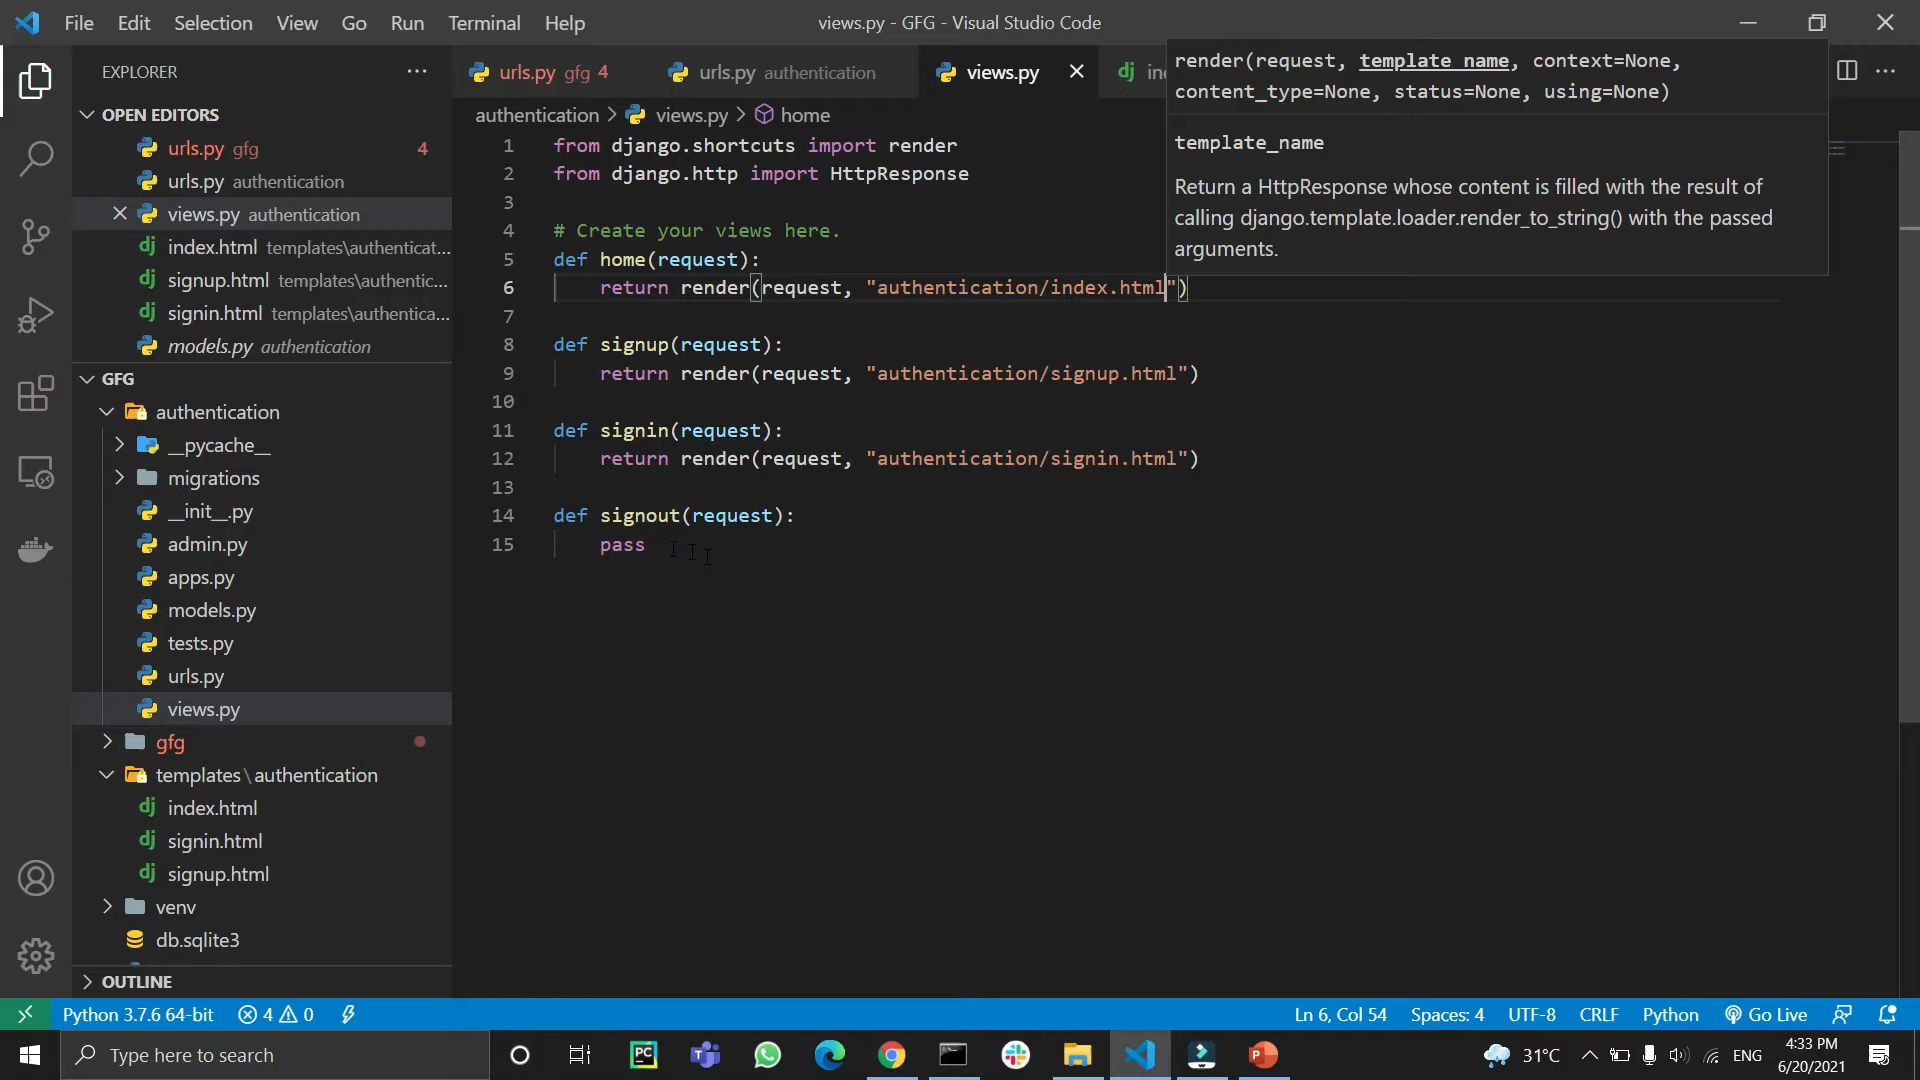 File Edit Selection View Go Run Terminal Help
views.py - GFG - Visual Studio Code
EXPLORER
OPEN EDITORS
urls.py gfg 4
urls.py authentication
views.py authentication
index.html templates\authenticat...
signup.html templates\authentic...
signin.html templates\authentica...
models.py authentication
GFG
authentication
__pycache__
migrations
__init__.py
admin.py
apps.py
models.py
tests.py
urls.py
views.py
gfg
templates\authentication
index.html
signin.html
signup.html
venv
db.sqlite3
OUTLINE
urls.py gfg 4
urls.py authentication
views.py
authentication > views.py > home
1 from django.shortcuts import render
2 from django.http import HttpResponse
3
4 # Create your views here.
5 def home(request):
6 return render(request, "authentication/index.html")
7
8 def signup(request):
9 return render(request, "authentication/signup.html")
10
11 def signin(request):
12 return render(request, "authentication/signin.html")
13
14 def signout(request):
15 pass
render(request, template_name, context=None,
content_type=None, status=None, using=None)
template_name
Return a HttpResponse whose content is filled with the result of
calling django.template.loader.render_to_string() with the passed
arguments.
Python 3.7.6 64-bit 4 0
Ln 6, Col 54 Spaces: 4 UTF-8 CRLF Python Go Live
Type here to search
31°C ENG
4:33 PM
6/20/2021